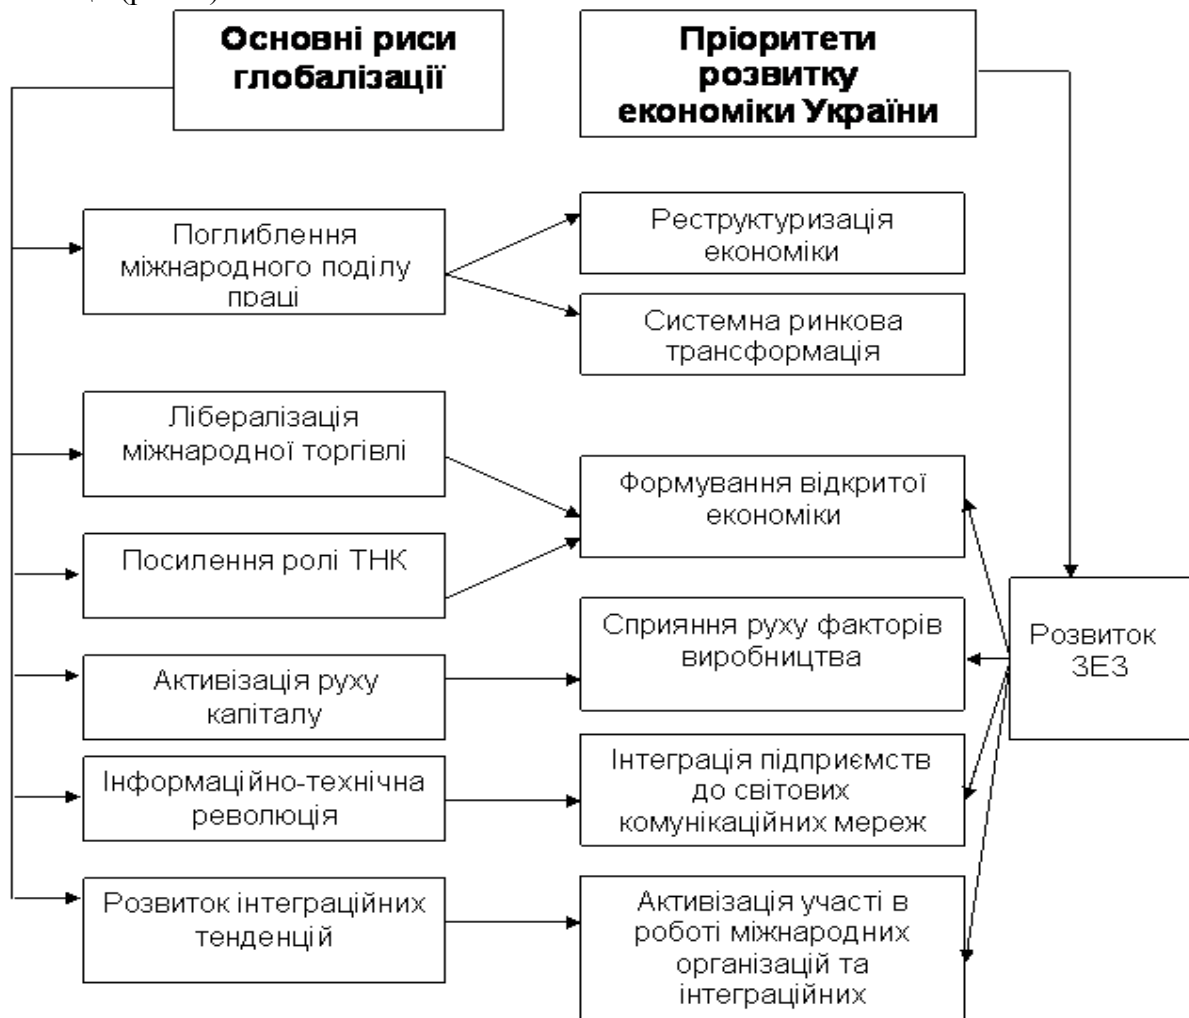 Основні риси
глобалізації
Пріоритети
розвитку
економіки України
Поглиблення
міжнародного поділу
праці
Реструктуризація
економіки
Системна ринкова
трансформація
Лібералізація
міжнародної торгівлі
Формування відкритої
економіки
Посилення ролі ТНК
Сприяння руху факторів
виробництва
Розвиток
ЗЕЗ
Активізація руху
капіталу
Інтеграція підприємств
до світових
комунікаційних мереж
Інформаційно-технічна
революція
Розвиток інтеграційних
тенденцій
Активізація участі в
роботі міжнародних
організацій та
інтеграційних